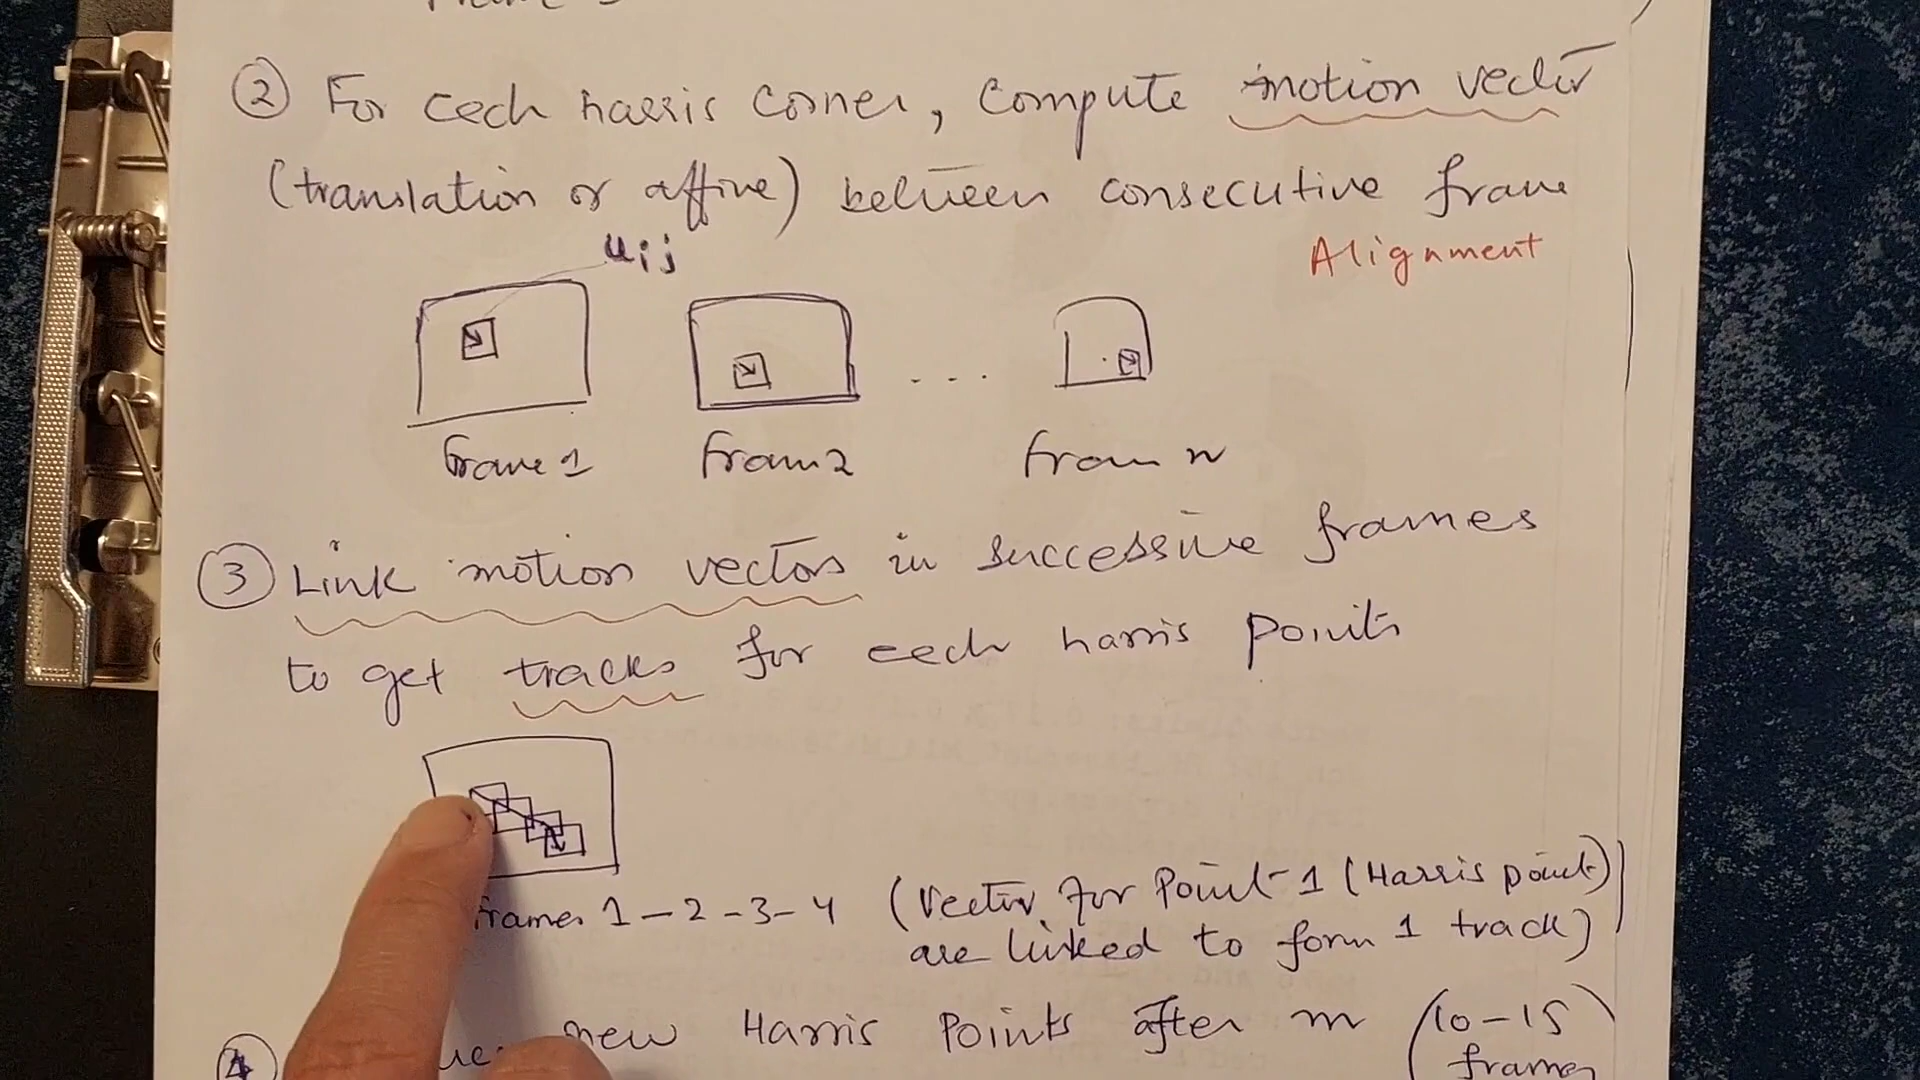 ② For each harris corner, compute motion vector
(translation or affine) between consecutive frame
Alignment
uij
frame 1 fram 2 ... fram n
③ Link motion vectors in successive frames
to get tracks for each harris points
frames 1-2-3-4 (Vector for Point-1 (Harris point)
are linked to form 1 track)
④ new Harris Points after m (10-15
frames